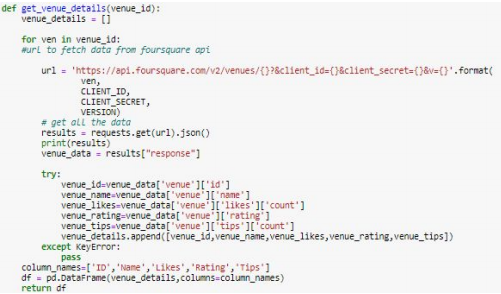 def get_venue_details(venue_id):
    venue_details = []
    for ven in venue_id:
    #url to fetch data from foursquare api
        url = 'https://api.foursquare.com/v2/venues/{}?&client_id={}&client_secret={}&v={}'.format(
                ven,
                CLIENT_ID,
                CLIENT_SECRET,
                VERSION)
        # get all the data
        results = requests.get(url).json()
        print(results)
        venue_data = results["response"]
        try:
            venue_id=venue_data['venue']['id']
            venue_name=venue_data['venue']['name']
            venue_likes=venue_data['venue']['likes']['count']
            venue_rating=venue_data['venue']['rating']
            venue_tips=venue_data['venue']['tips']['count']
            venue_details.append([venue_id,venue_name,venue_likes,venue_rating,venue_tips])
        except KeyError:
            pass
    column_names=['ID','Name','Likes','Rating','Tips']
    df = pd.DataFrame(venue_details,columns=column_names)
    return df